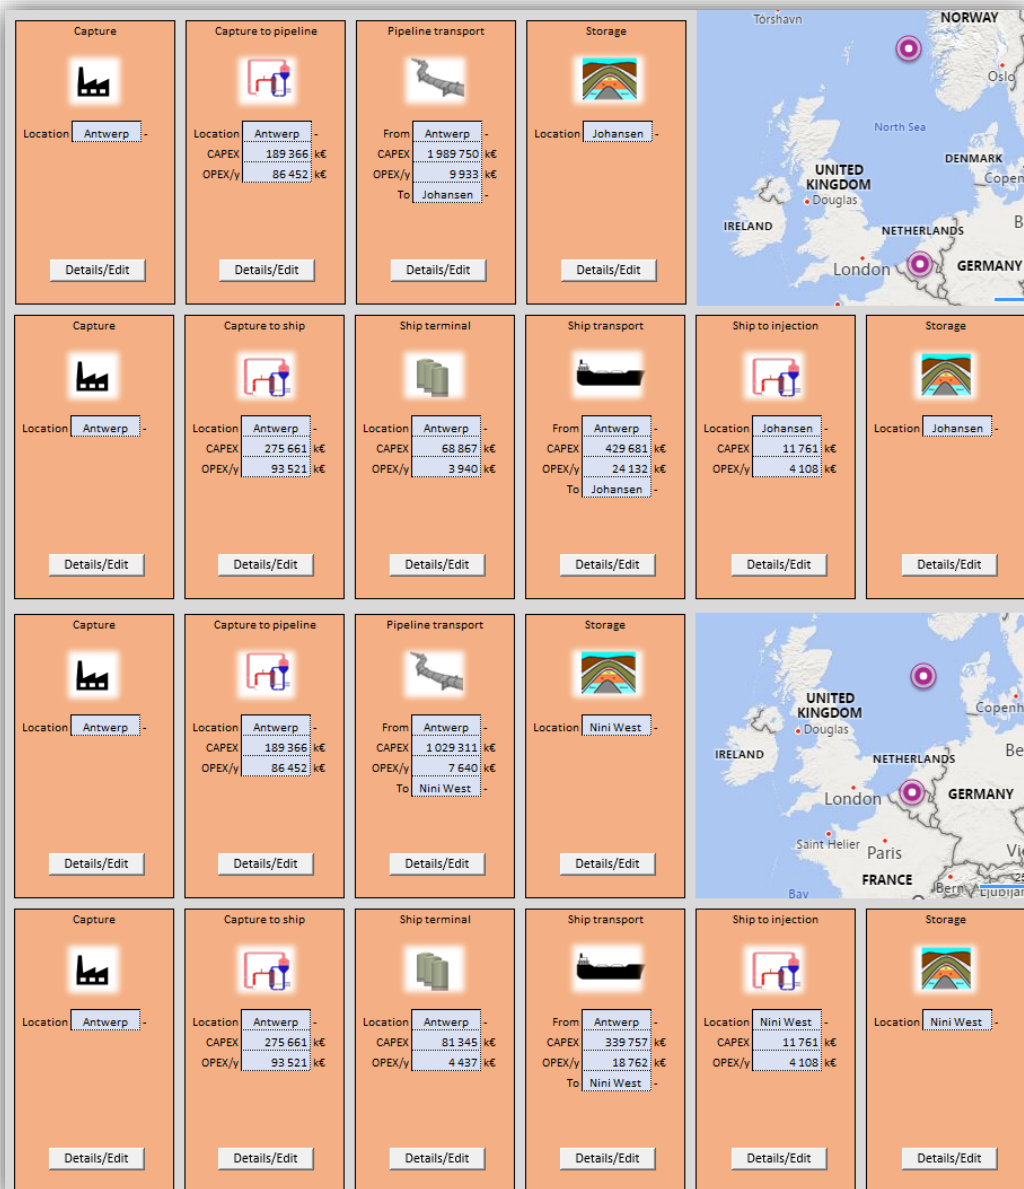 Capture
Location Antwerp -
Details/Edit
Capture to pipeline
Location Antwerp -
CAPEX 189 366 k€
OPEX/y 86 452 k€
Details/Edit
Pipeline transport
From Antwerp -
CAPEX 1 989 750 k€
OPEX/y 9 933 k€
To Johansen -
Details/Edit
Storage
Location Johansen -
Details/Edit
Tórshavn
NORWAY
Oslo
North Sea
DENMARK
Copen
UNITED
KINGDOM
Douglas
IRELAND
NETHERLANDS
B
London
GERMANY
Capture
Location Antwerp -
Details/Edit
Capture to ship
Location Antwerp -
CAPEX 275 661 k€
OPEX/y 93 521 k€
Details/Edit
Ship terminal
Location Antwerp -
CAPEX 68 867 k€
OPEX/y 3 940 k€
Details/Edit
Ship transport
From Antwerp -
CAPEX 429 681 k€
OPEX/y 24 132 k€
To Johansen -
Details/Edit
Ship to injection
Location Johansen -
CAPEX 11 761 k€
OPEX/y 4 108 k€
Details/Edit
Storage
Location Johansen -
Details/Edit
Capture
Location Antwerp -
Details/Edit
Capture to pipeline
Location Antwerp -
CAPEX 189 366 k€
OPEX/y 86 452 k€
Details/Edit
Pipeline transport
From Antwerp -
CAPEX 1 029 311 k€
OPEX/y 7 640 k€
To Nini West -
Details/Edit
Storage
Location Nini West -
Details/Edit
UNITED
KINGDOM
Copenh
Douglas
IRELAND
NETHERLANDS
Be
London
GERMANY
Saint Helier
Paris
Vi
FRANCE
Bern
25
Ljubljan
Bay
Capture
Location Antwerp -
Details/Edit
Capture to ship
Location Antwerp -
CAPEX 275 661 k€
OPEX/y 93 521 k€
Details/Edit
Ship terminal
Location Antwerp -
CAPEX 81 345 k€
OPEX/y 4 437 k€
Details/Edit
Ship transport
From Antwerp -
CAPEX 339 757 k€
OPEX/y 18 762 k€
To Nini West -
Details/Edit
Ship to injection
Location Nini West -
CAPEX 11 761 k€
OPEX/y 4 108 k€
Details/Edit
Storage
Location Nini West -
Details/Edit